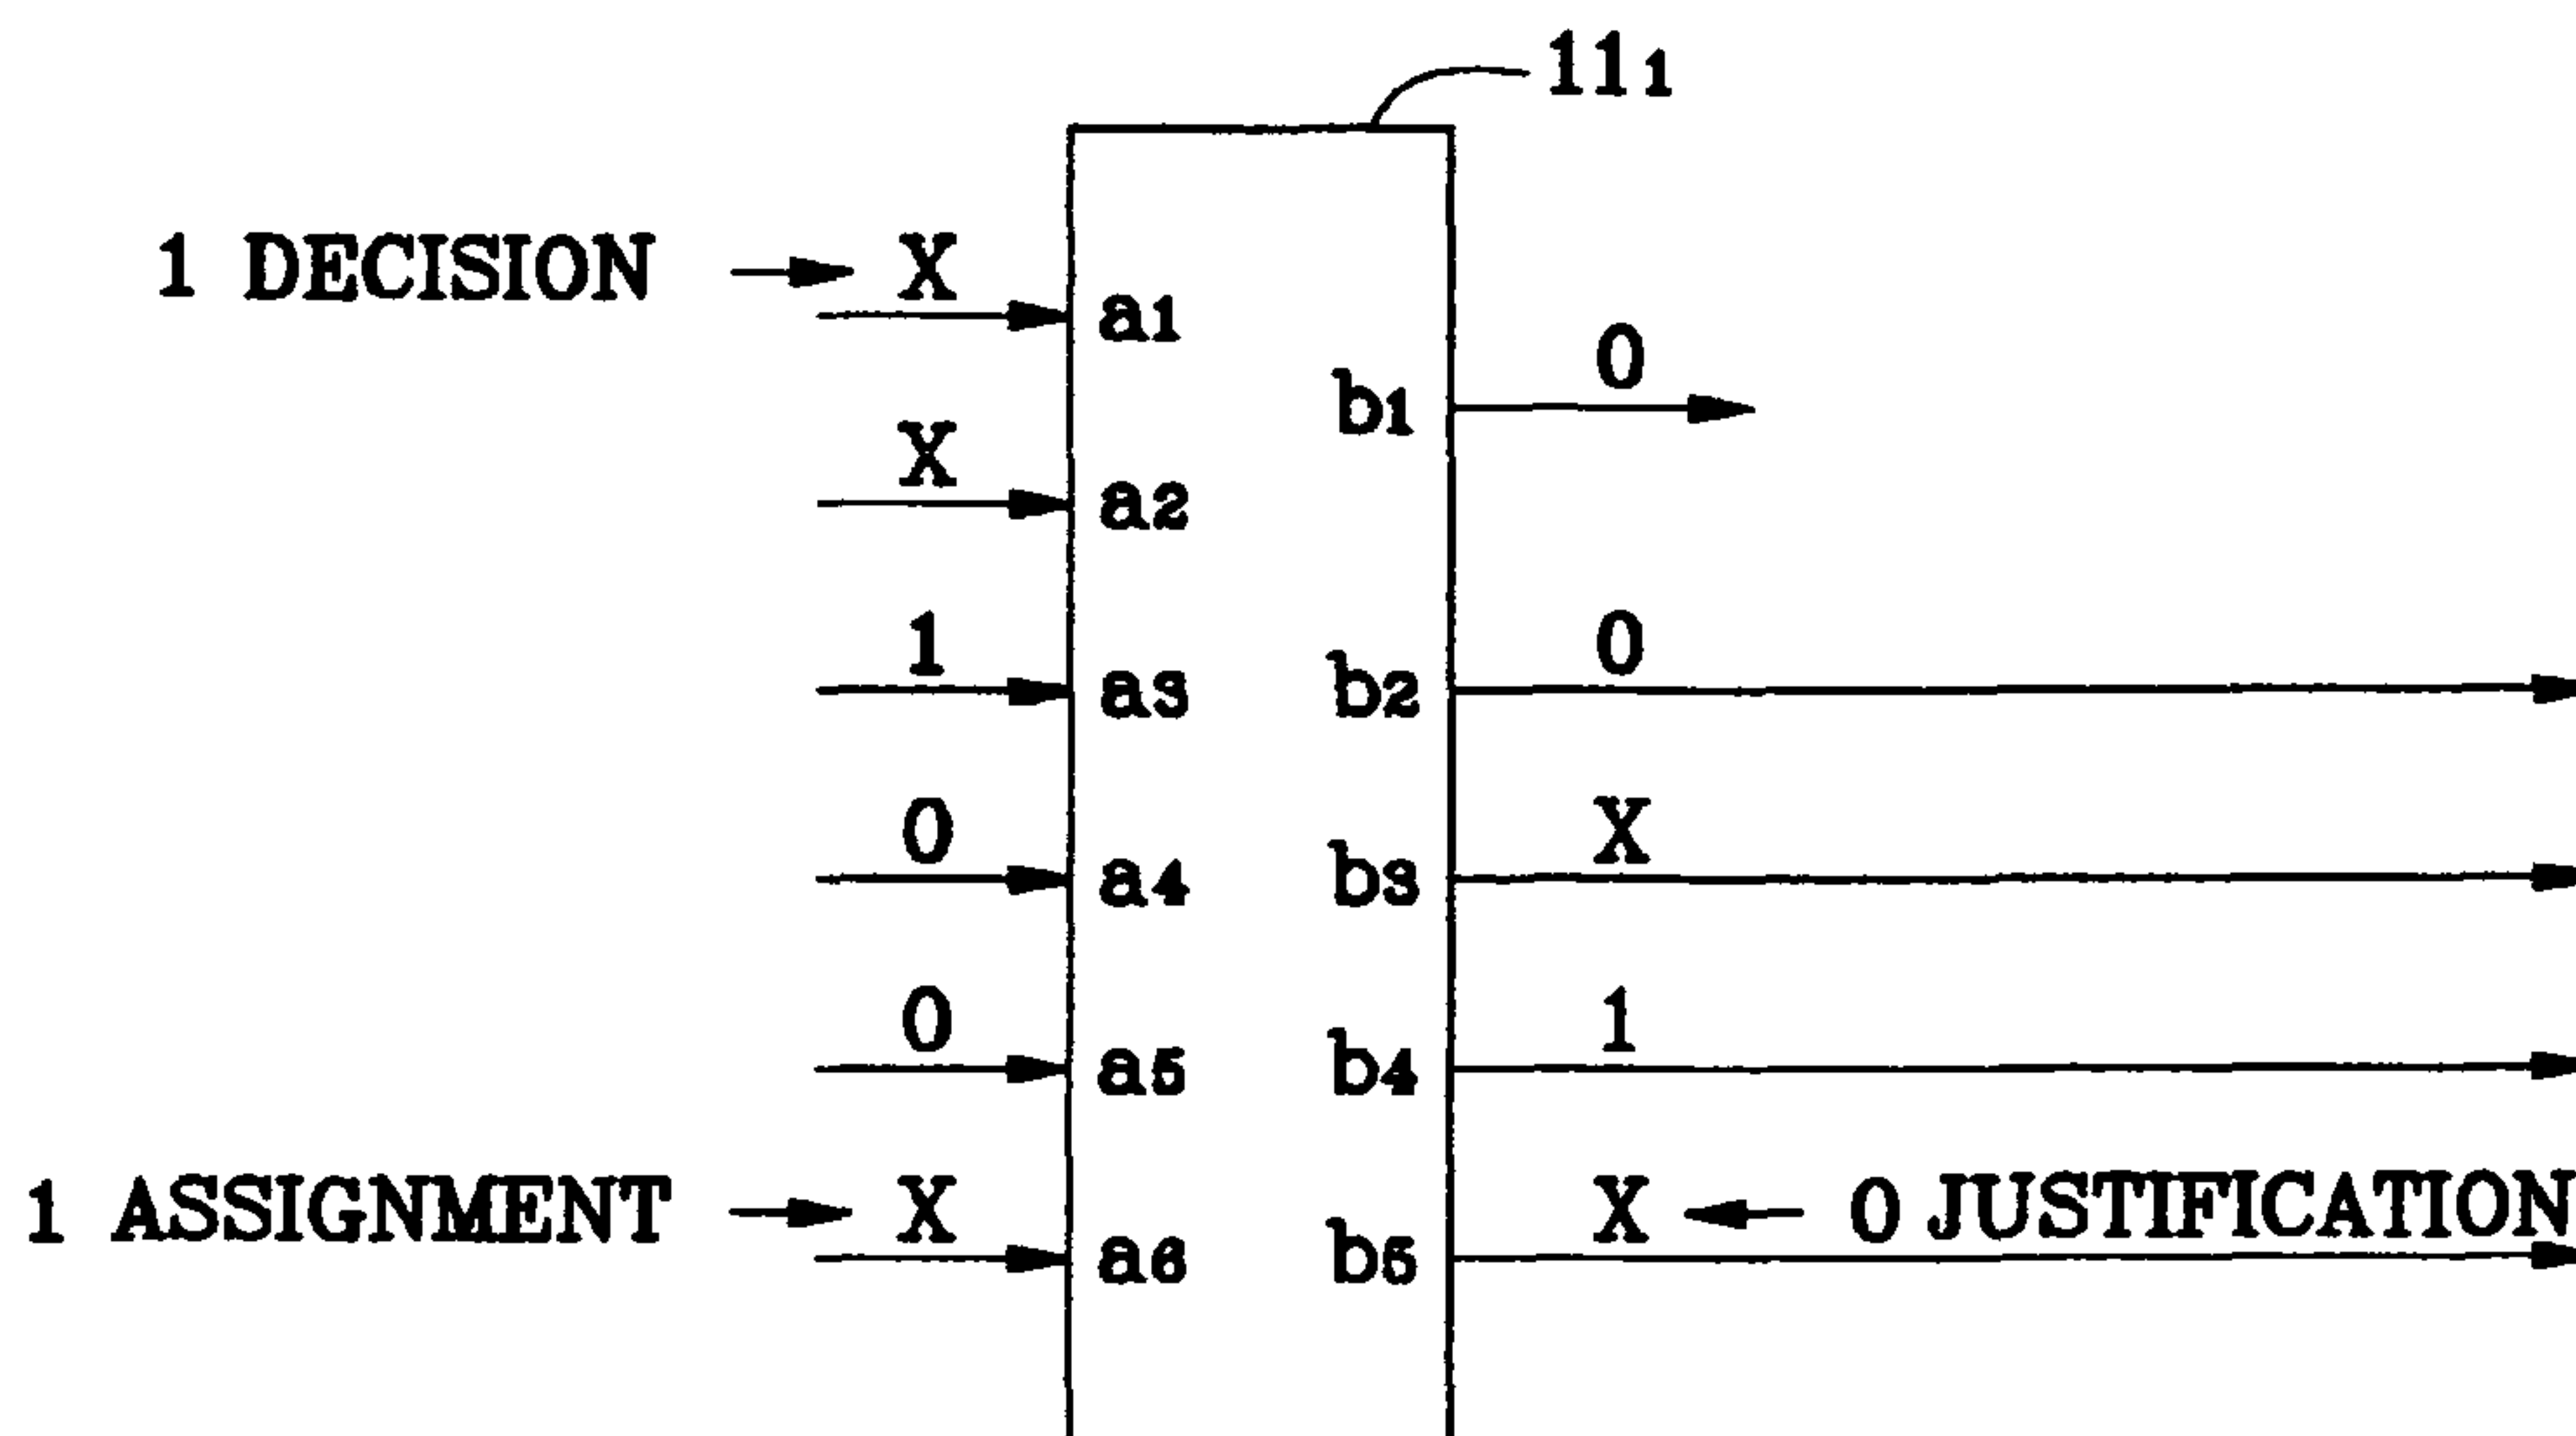 11₁
1 DECISION → X
a1
0
b1
X
a2
1
0
a3
b2
0
X
a4
b3
0
1
a5
b4
1 ASSIGNMENT → X
X ← 0 JUSTIFICATION
a6
b5